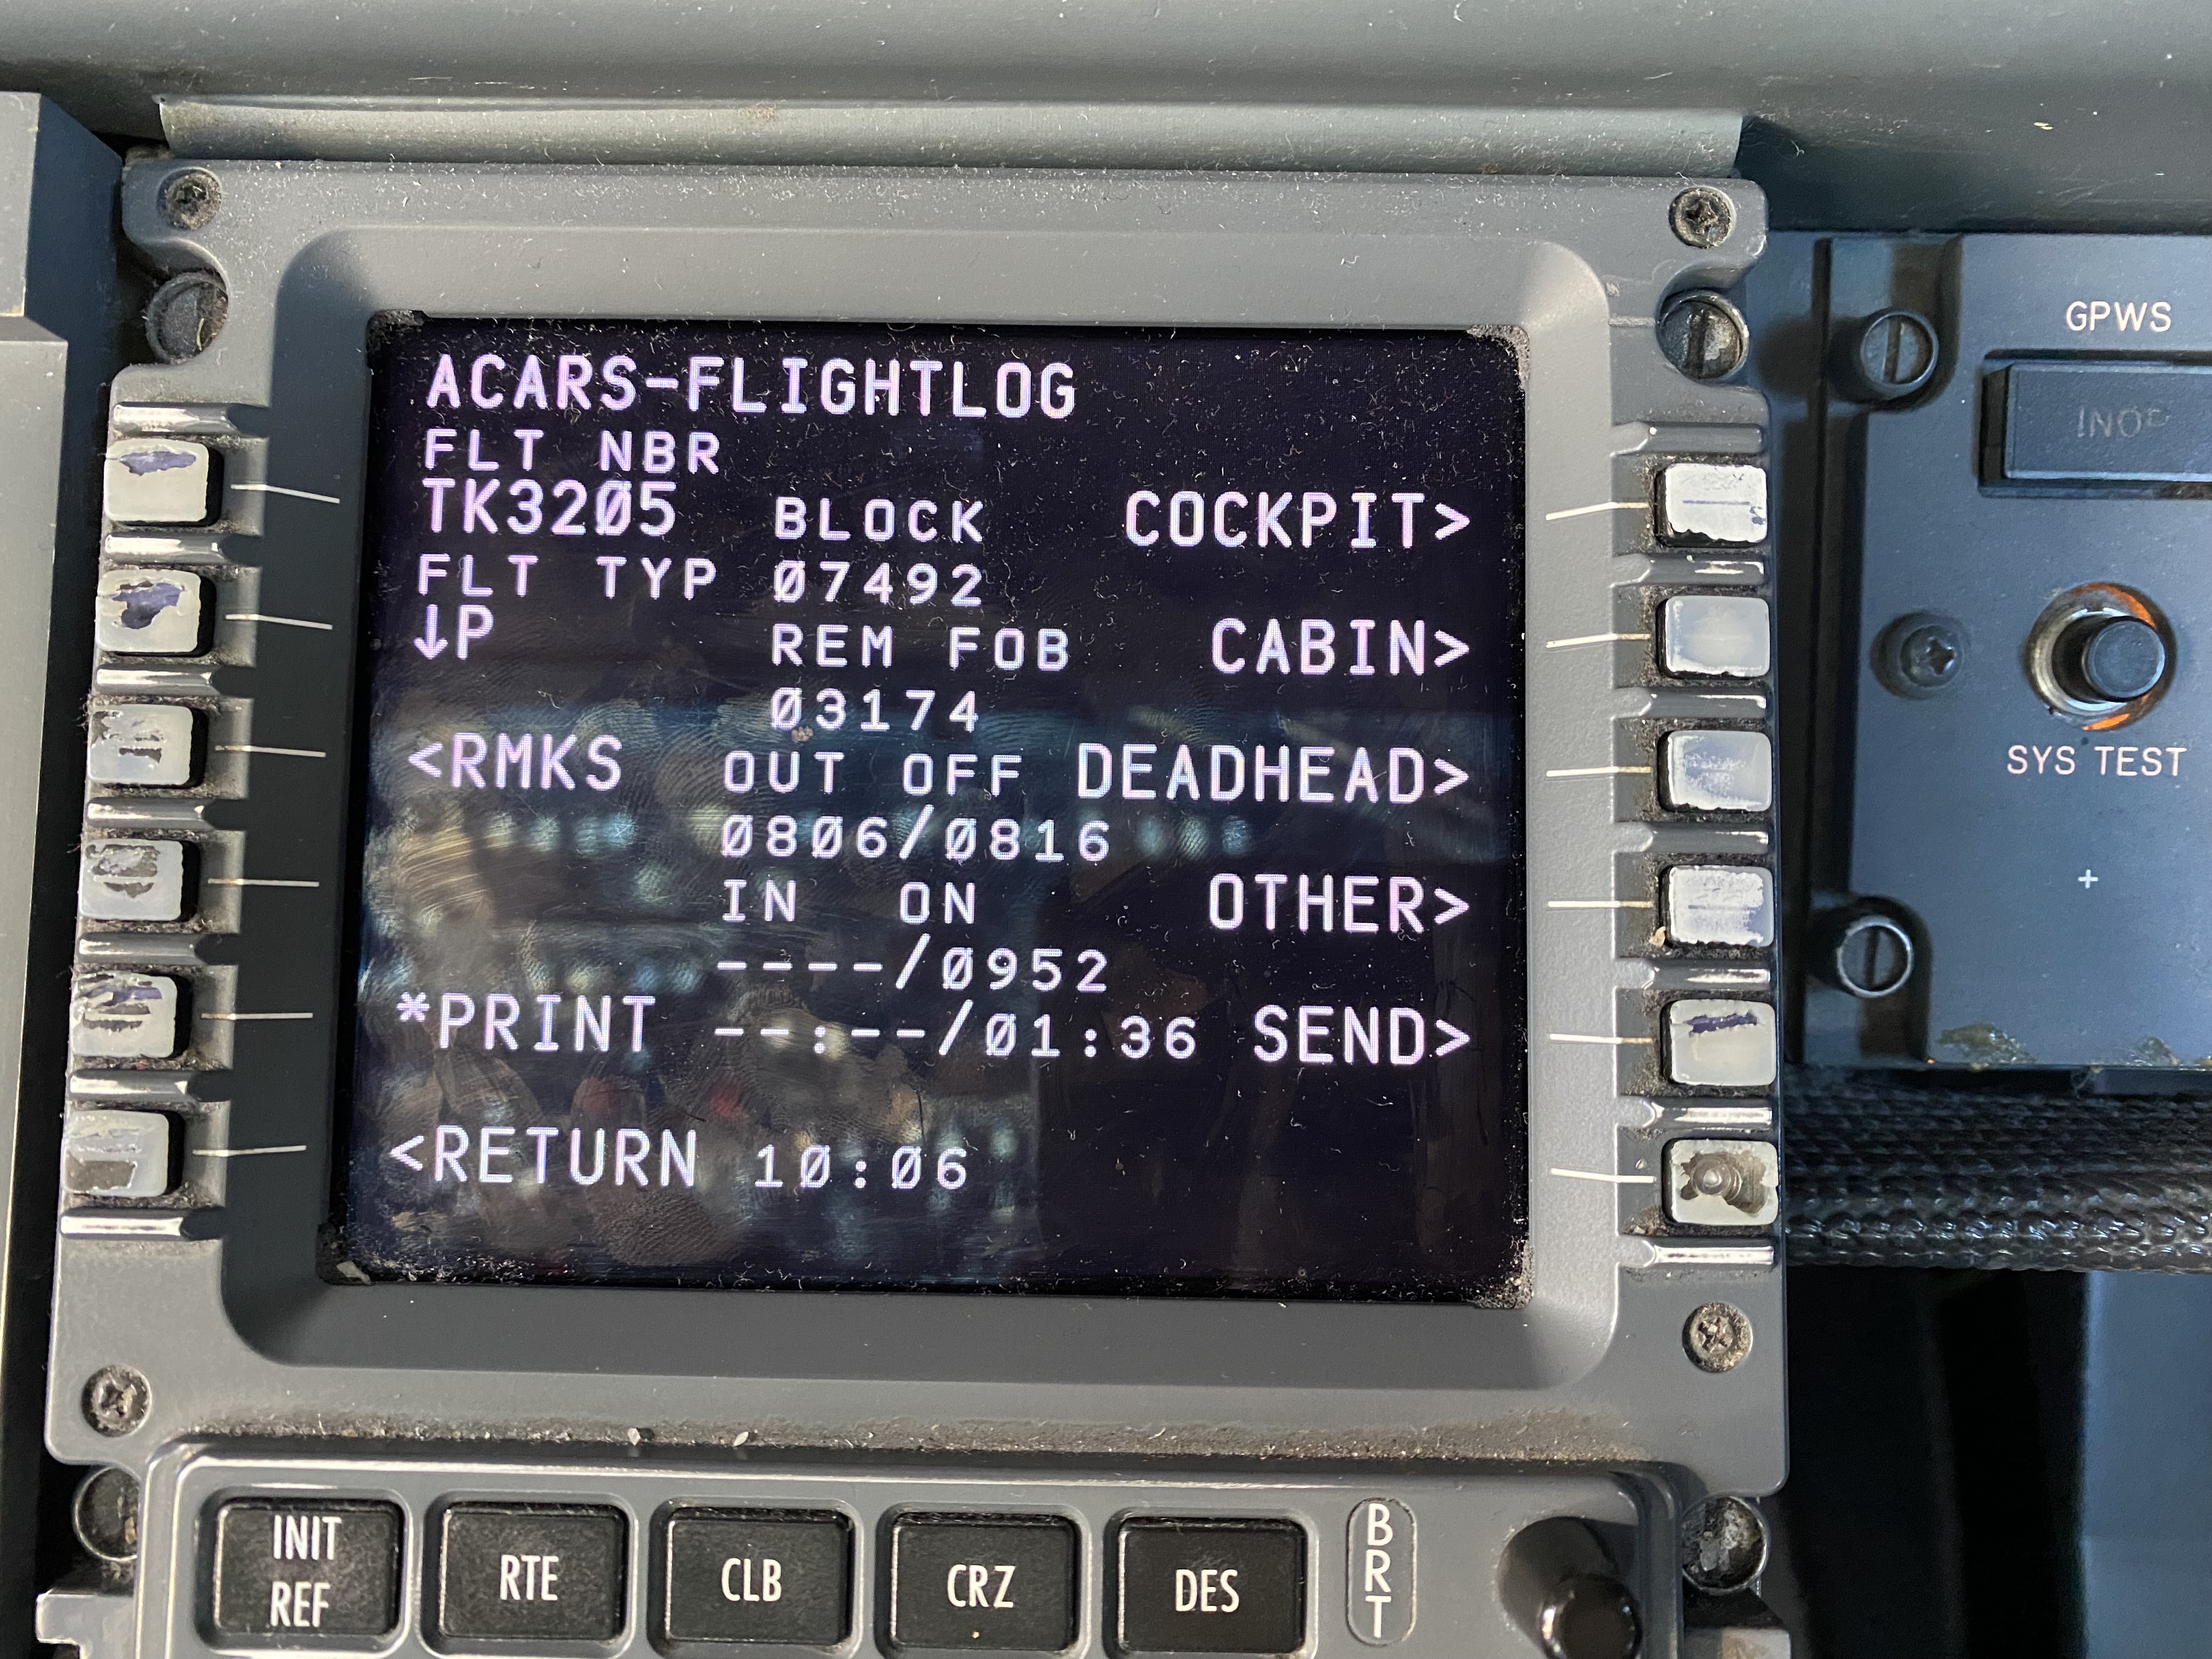 ACARS-FLIGHTLOG
FLT NBR
TK3205 BLOCK COCKPIT>
FLT TYP 07492
↓P REM FOB CABIN>
03174
<RMKS OUT OFF DEADHEAD>
0806/0816
IN ON OTHER>
----/0952
*PRINT --:--/01:36 SEND>
<RETURN 10:06
GPWS
INOP
SYS TEST
+
INIT REF
RTE
CLB
CRZ
DES
BRT